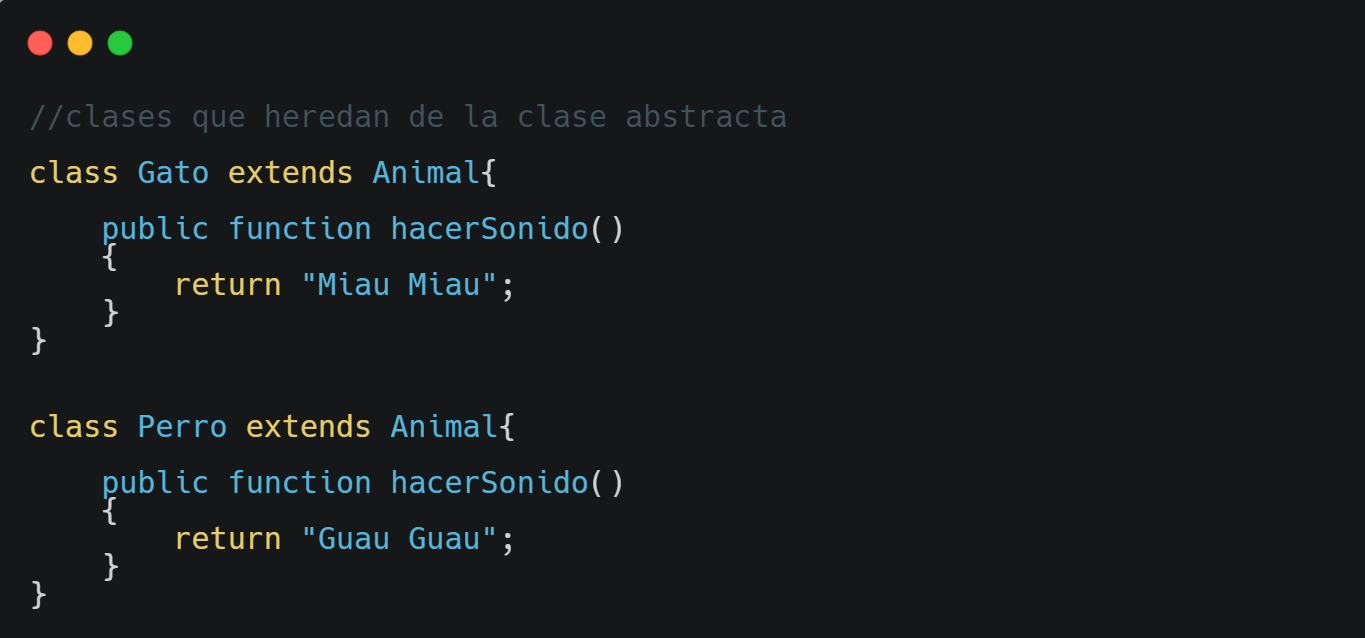 //clases que heredan de la clase abstracta
class Gato extends Animal{
    public function hacerSonido()
    {
        return "Miau Miau";
    }
}
class Perro extends Animal{
    public function hacerSonido()
    {
        return "Guau Guau";
    }
}